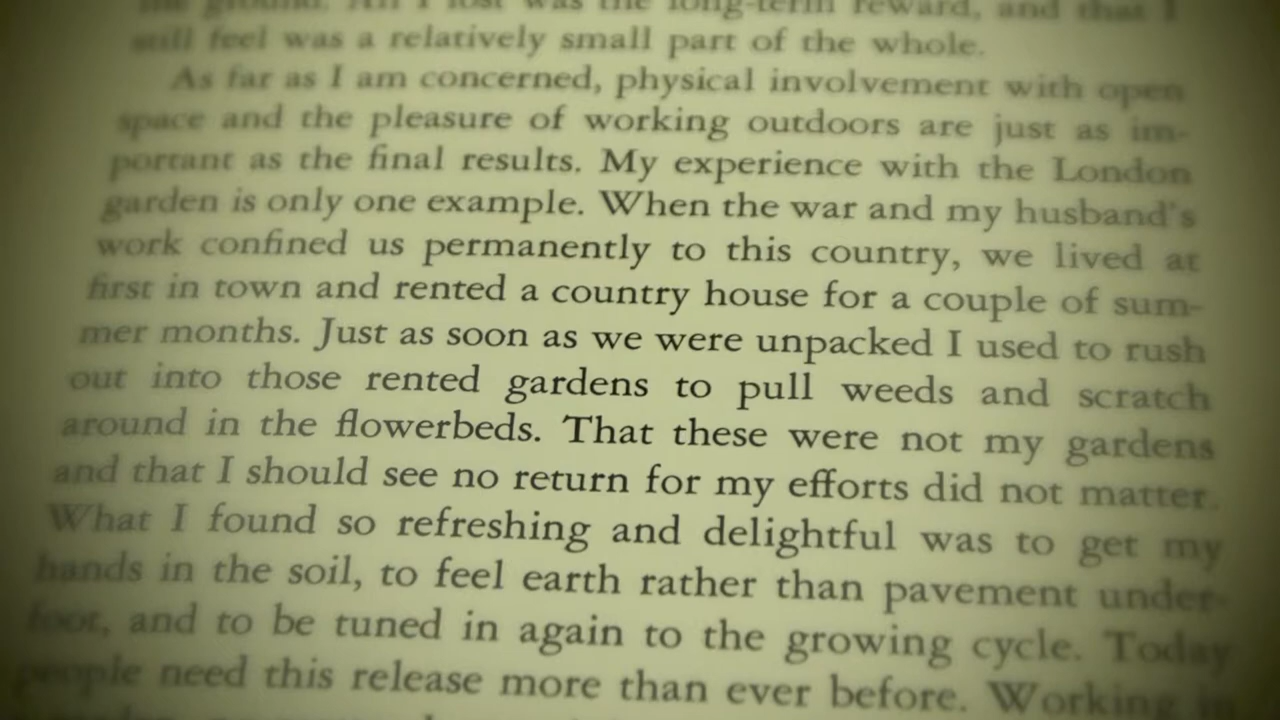 the ground. All I lost was the long-term reward, and that I
still feel was a relatively small part of the whole.
As far as I am concerned, physical involvement with open
space and the pleasure of working outdoors are just as im-
portant as the final results. My experience with the London
garden is only one example. When the war and my husband's
work confined us permanently to this country, we lived at
first in town and rented a country house for a couple of sum-
mer months. Just as soon as we were unpacked I used to rush
out into those rented gardens to pull weeds and scratch
around in the flowerbeds. That these were not my gardens
and that I should see no return for my efforts did not matter.
What I found so refreshing and delightful was to get my
hands in the soil, to feel earth rather than pavement under-
foot, and to be tuned in again to the growing cycle. Today
people need this release more than ever before. Working in